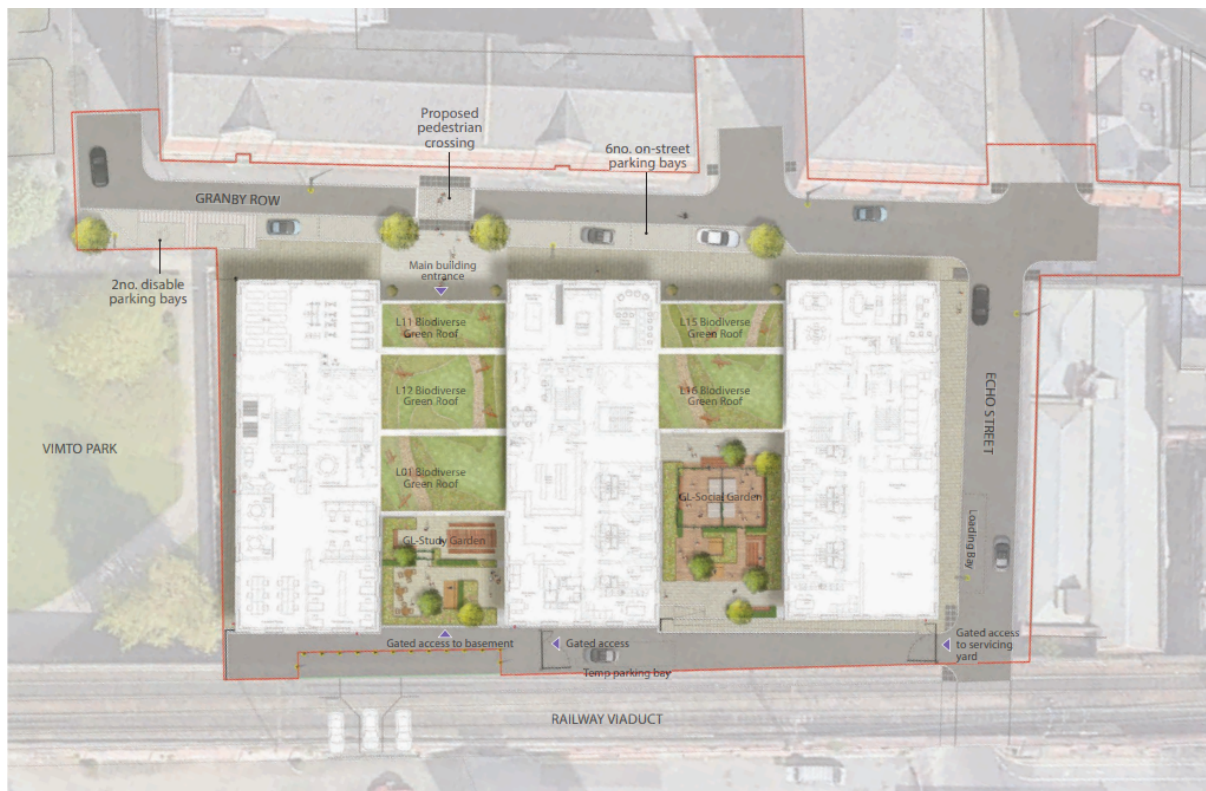 Proposed
pedestrian
crossing
6no. on-street
parking bays
GRANBY ROW
2no. disable
parking bays
Main building
entrance
L11 Biodiverse
Green Roof
L15 Biodiverse
Green Roof
L12 Biodiverse
Green Roof
L16 Biodiverse
Green Roof
ECHO STREET
VIMTO PARK
L01 Biodiverse
Green Roof
GL-Social Garden
GL-Study Garden
Loading Bay
Gated access to basement
Gated access
Gated access
to servicing
yard
Temp parking bay
RAILWAY VIADUCT